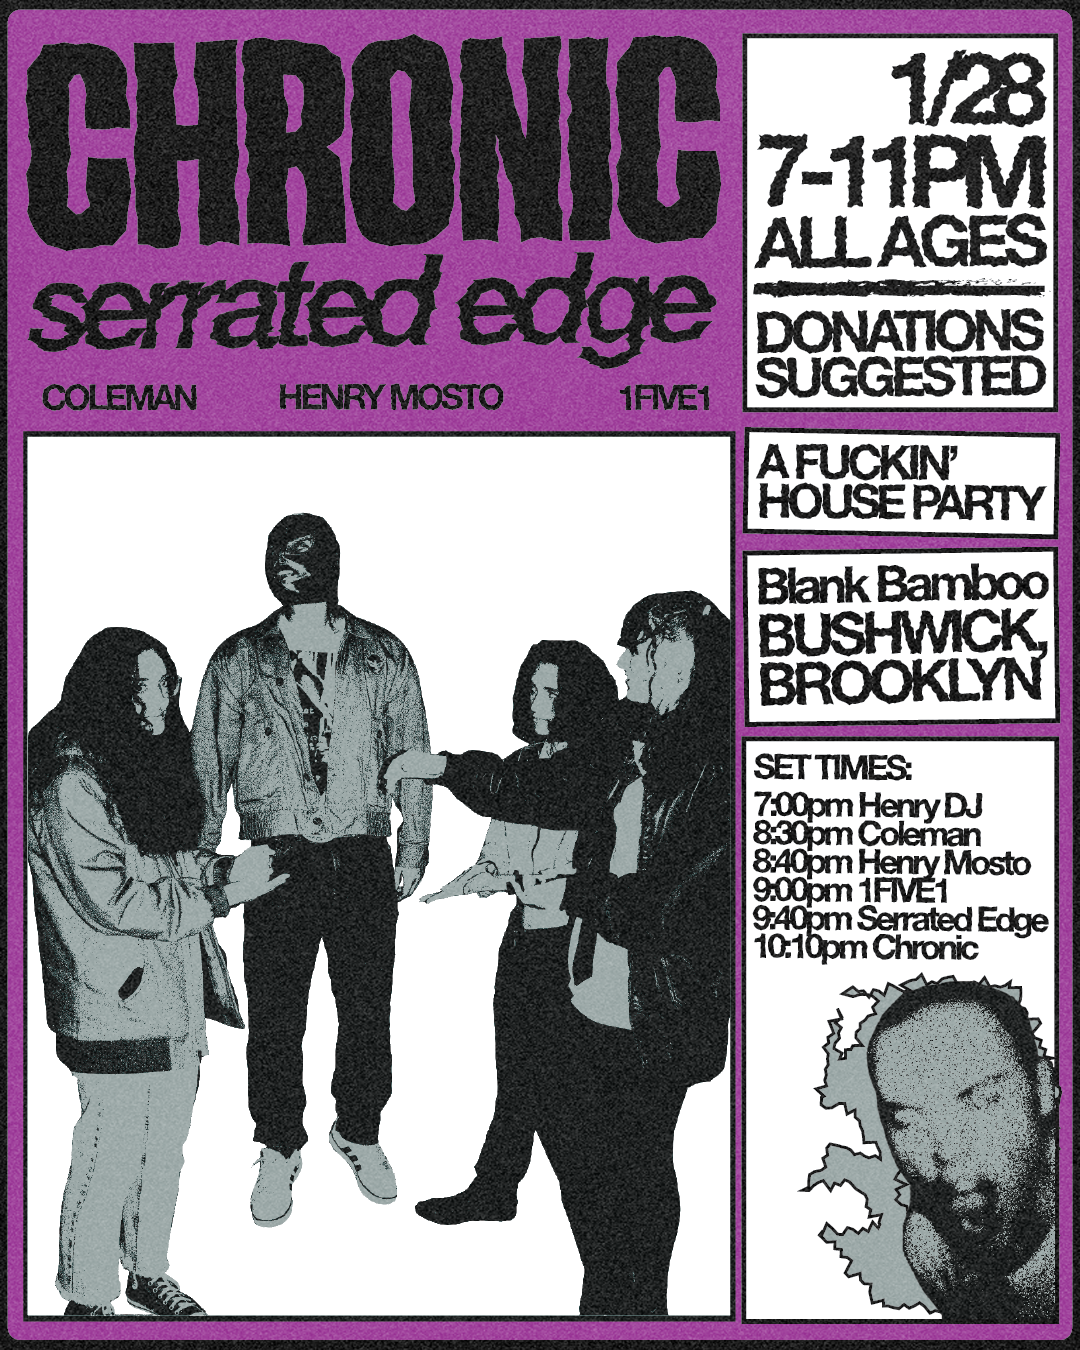 CHRONIC
serrated edge
COLEMAN HENRY MOSTO 1FIVE1
1/28
7-11PM
ALL AGES
DONATIONS
SUGGESTED
A FUCKIN'
HOUSE PARTY
Blank Bamboo
BUSHWICK,
BROOKLYN
SET TIMES:
7:00pm Henry DJ
8:30pm Coleman
8:40pm Henry Mosto
9:00pm 1FIVE1
9:40pm Serrated Edge
10:10pm Chronic